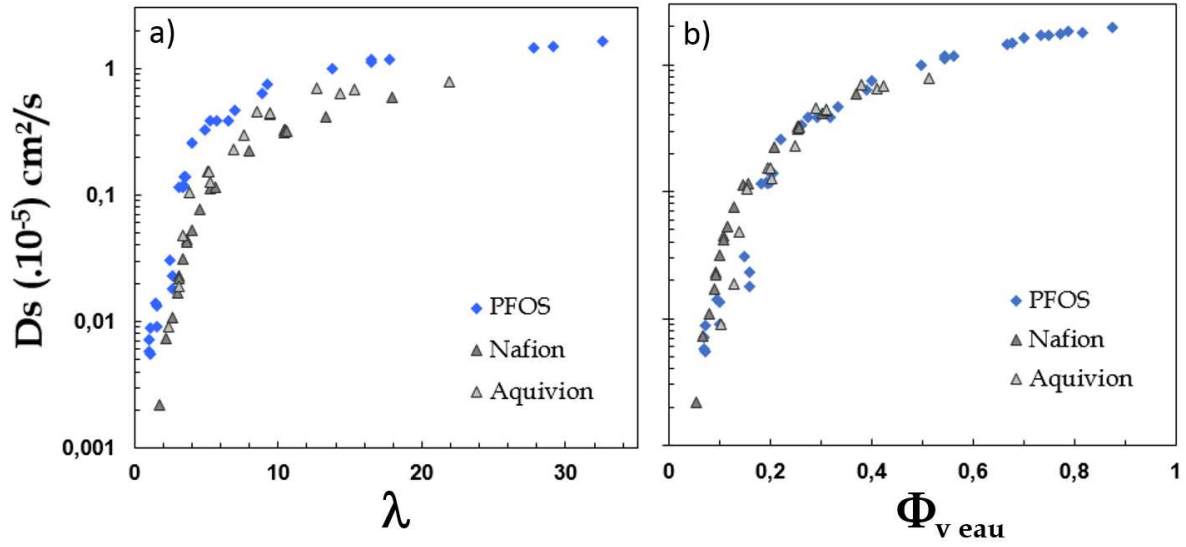 a)
b)
Ds (.10⁻⁵) cm²/s
1
0,1
0,01
0,001
PFOS
Nafion
Aquivion
PFOS
Nafion
Aquivion
0 10 20 30
0 0,2 0,4 0,6 0,8 1
λ
Φv eau